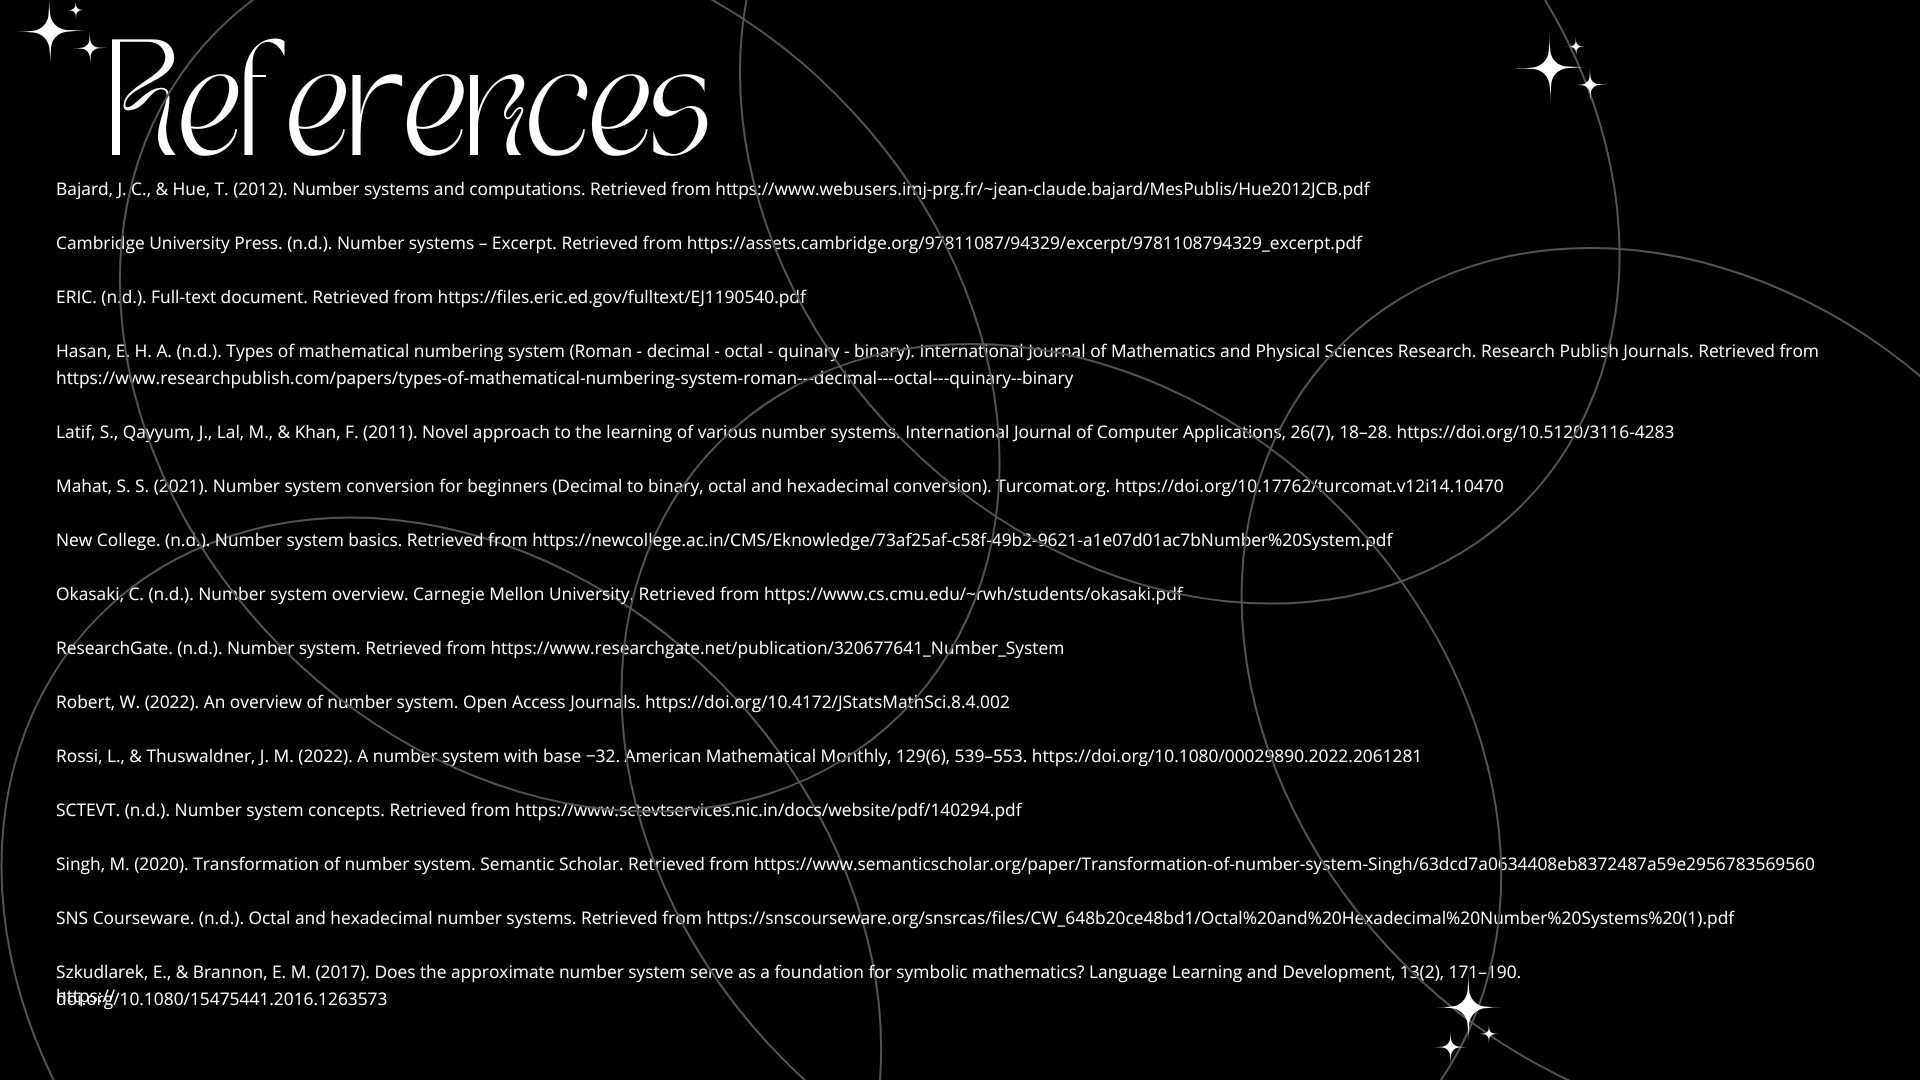 References
Bajard, J. C., & Hue, T. (2012). Number systems and computations. Retrieved from https://www.webusers.imj-prg.fr/~jean-claude.bajard/MesPublis/Hue2012JCB.pdf
Cambridge University Press. (n.d.). Number systems – Excerpt. Retrieved from https://assets.cambridge.org/97811087/94329/excerpt/9781108794329_excerpt.pdf
ERIC. (n.d.). Full-text document. Retrieved from https://files.eric.ed.gov/fulltext/EJ1190540.pdf
Hasan, E. H. A. (n.d.). Types of mathematical numbering system (Roman - decimal - octal - quinary - binary). International Journal of Mathematics and Physical Sciences Research. Research Publish Journals. Retrieved from
https://www.researchpublish.com/papers/types-of-mathematical-numbering-system-roman---decimal---octal---quinary--binary
Latif, S., Qayyum, J., Lal, M., & Khan, F. (2011). Novel approach to the learning of various number systems. International Journal of Computer Applications, 26(7), 18–28. https://doi.org/10.5120/3116-4283
Mahat, S. S. (2021). Number system conversion for beginners (Decimal to binary, octal and hexadecimal conversion). Turcomat.org. https://doi.org/10.17762/turcomat.v12i14.10470
New College. (n.d.). Number system basics. Retrieved from https://newcollege.ac.in/CMS/Eknowledge/73af25af-c58f-49b2-9621-a1e07d01ac7bNumber%20System.pdf
Okasaki, C. (n.d.). Number system overview. Carnegie Mellon University. Retrieved from https://www.cs.cmu.edu/~rwh/students/okasaki.pdf
ResearchGate. (n.d.). Number system. Retrieved from https://www.researchgate.net/publication/320677641_Number_System
Robert, W. (2022). An overview of number system. Open Access Journals. https://doi.org/10.4172/JStatsMathSci.8.4.002
Rossi, L., & Thuswaldner, J. M. (2022). A number system with base −32. American Mathematical Monthly, 129(6), 539–553. https://doi.org/10.1080/00029890.2022.2061281
SCTEVT. (n.d.). Number system concepts. Retrieved from https://www.sctevtservices.nic.in/docs/website/pdf/140294.pdf
Singh, M. (2020). Transformation of number system. Semantic Scholar. Retrieved from https://www.semanticscholar.org/paper/Transformation-of-number-system-Singh/63dcd7a0634408eb8372487a59e2956783569560
SNS Courseware. (n.d.). Octal and hexadecimal number systems. Retrieved from https://snscourseware.org/snsrcas/files/CW_648b20ce48bd1/Octal%20and%20Hexadecimal%20Number%20Systems%20(1).pdf
Szkudlarek, E., & Brannon, E. M. (2017). Does the approximate number system serve as a foundation for symbolic mathematics? Language Learning and Development, 13(2), 171–190.
https://
doi.org/10.1080/15475441.2016.1263573